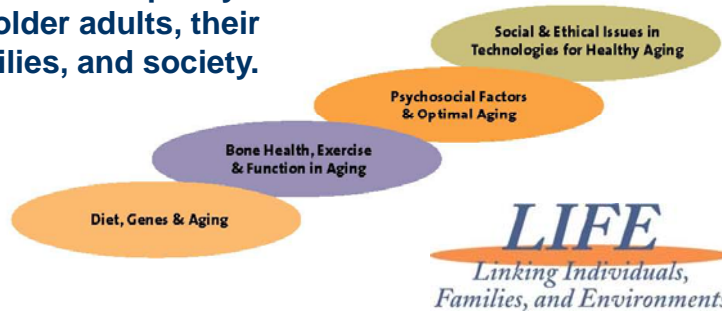 older adults, their
ilies, and society.
Social & Ethical Issues in
Technologies for Healthy Aging
Psychosocial Factors
& Optimal Aging
Bone Health, Exercise
& Function in Aging
Diet, Genes & Aging
LIFE
Linking Individuals,
Families, and Environments